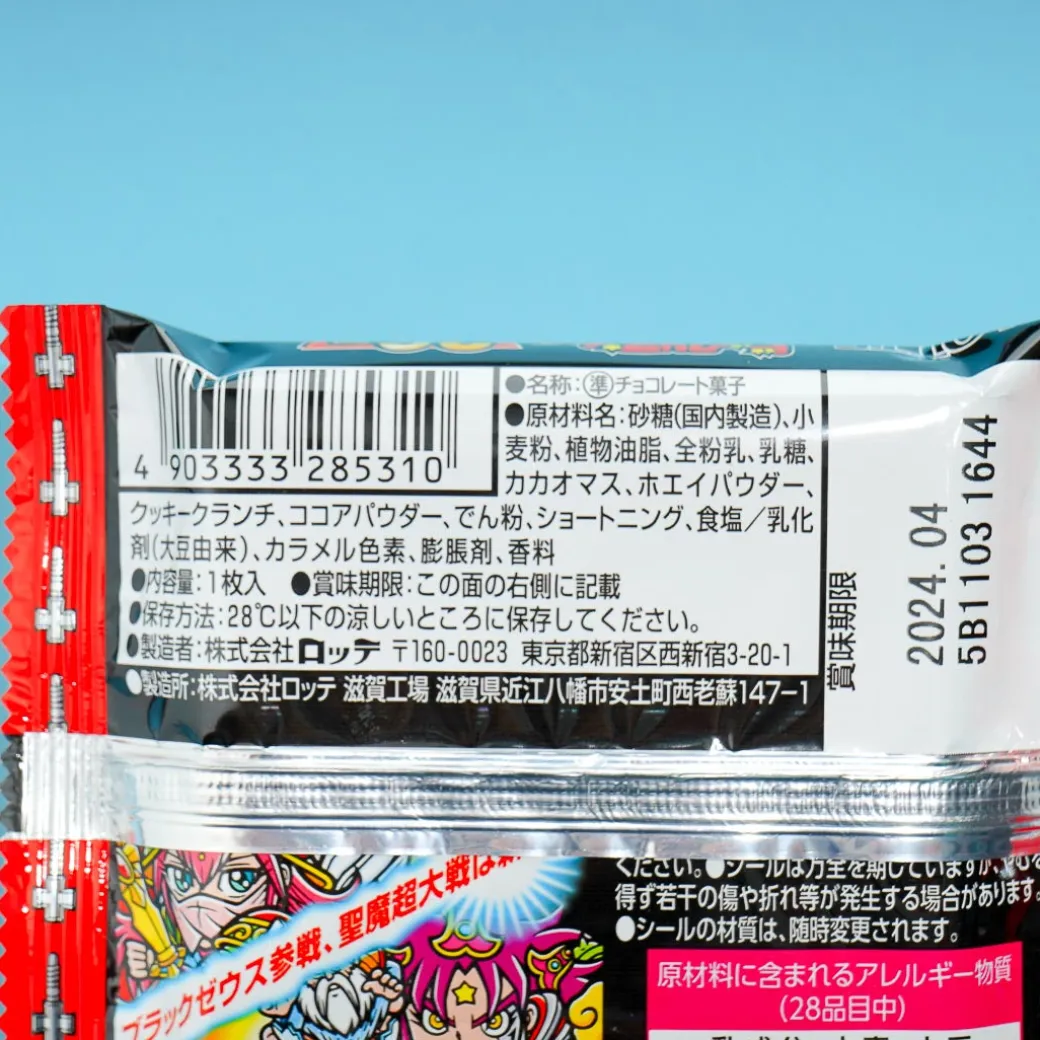 4 903333 285310
●名称:準チョコレート菓子
●原材料名:砂糖(国内製造)、小
麦粉、植物油脂、全粉乳、乳糖、
カカオマス、ホエイパウダー、
クッキークランチ、ココアパウダー、でん粉、ショートニング、食塩/乳化
剤(大豆由来)、カラメル色素、膨脹剤、香料
●内容量:1枚入 ●賞味期限:この面の右側に記載
●保存方法:28℃以下の涼しいところに保存してください。
●製造者:株式会社ロッテ 〒160-0023 東京都新宿区西新宿3-20-1
●製造所:株式会社ロッテ 滋賀工場 滋賀県近江八幡市安土町西老蘇147-1
賞味期限
2024.04
5B1103 1644
ブラックゼウス参戦、聖魔超大戦は
ください。●シールは万全を期していますが、
得ず若干の傷や折れ等が発生する場合があります。
●シールの材質は、随時変更されます。
原材料に含まれるアレルギー物質
(28品目中)